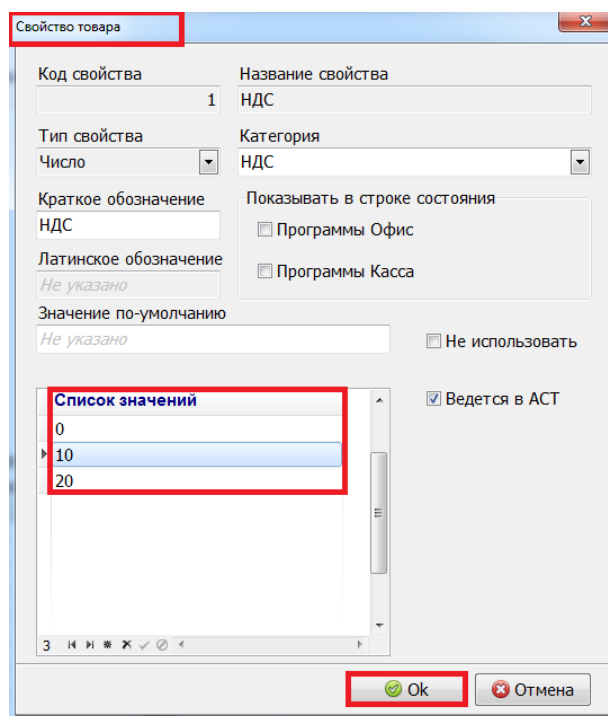 Свойство товара
Код свойства Название свойства
1 НДС
Тип свойства Категория
Число НДС
Краткое обозначение Показывать в строке состояния
НДС Программы Офис
Латинское обозначение Программы Касса
Не указано
Значение по-умолчанию
Не указано Не использовать
Список значений Ведется в АСТ
0
10
20
3
Ok Отмена